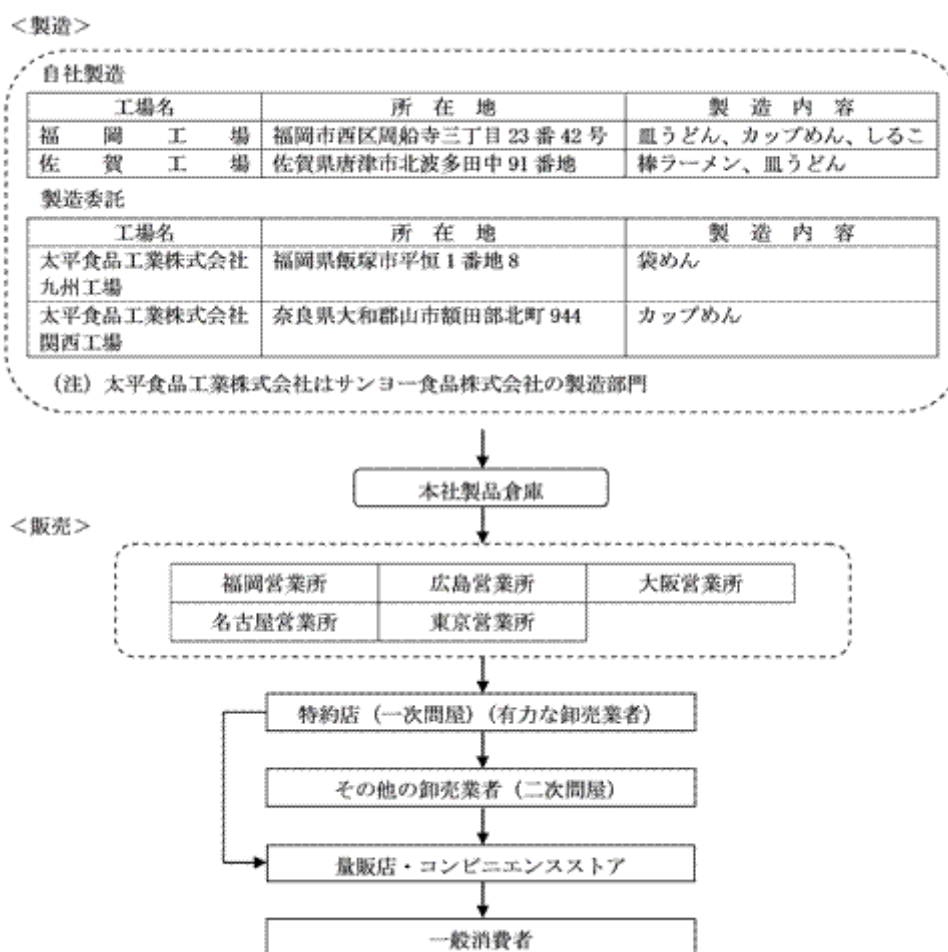 <製造>
自社製造
工場名 所在地 製造内容
福岡工場 福岡市西区周船寺三丁目23番42号 皿うどん、カップめん、しるこ
佐賀工場 佐賀県唐津市北波多田中91番地 棒ラーメン、皿うどん
製造委託
工場名 所在地 製造内容
太平食品工業株式会社 福岡県飯塚市平恒1番地8 袋めん
九州工場
太平食品工業株式会社 奈良県大和郡山市額田部北町944 カップめん
関西工場
(注)太平食品工業株式会社はサンヨー食品株式会社の製造部門
本社製品倉庫
<販売>
福岡営業所 広島営業所 大阪営業所
名古屋営業所 東京営業所
特約店(一次問屋)(有力な卸売業者)
その他の卸売業者(二次問屋)
量販店・コンビニエンスストア
一般消費者